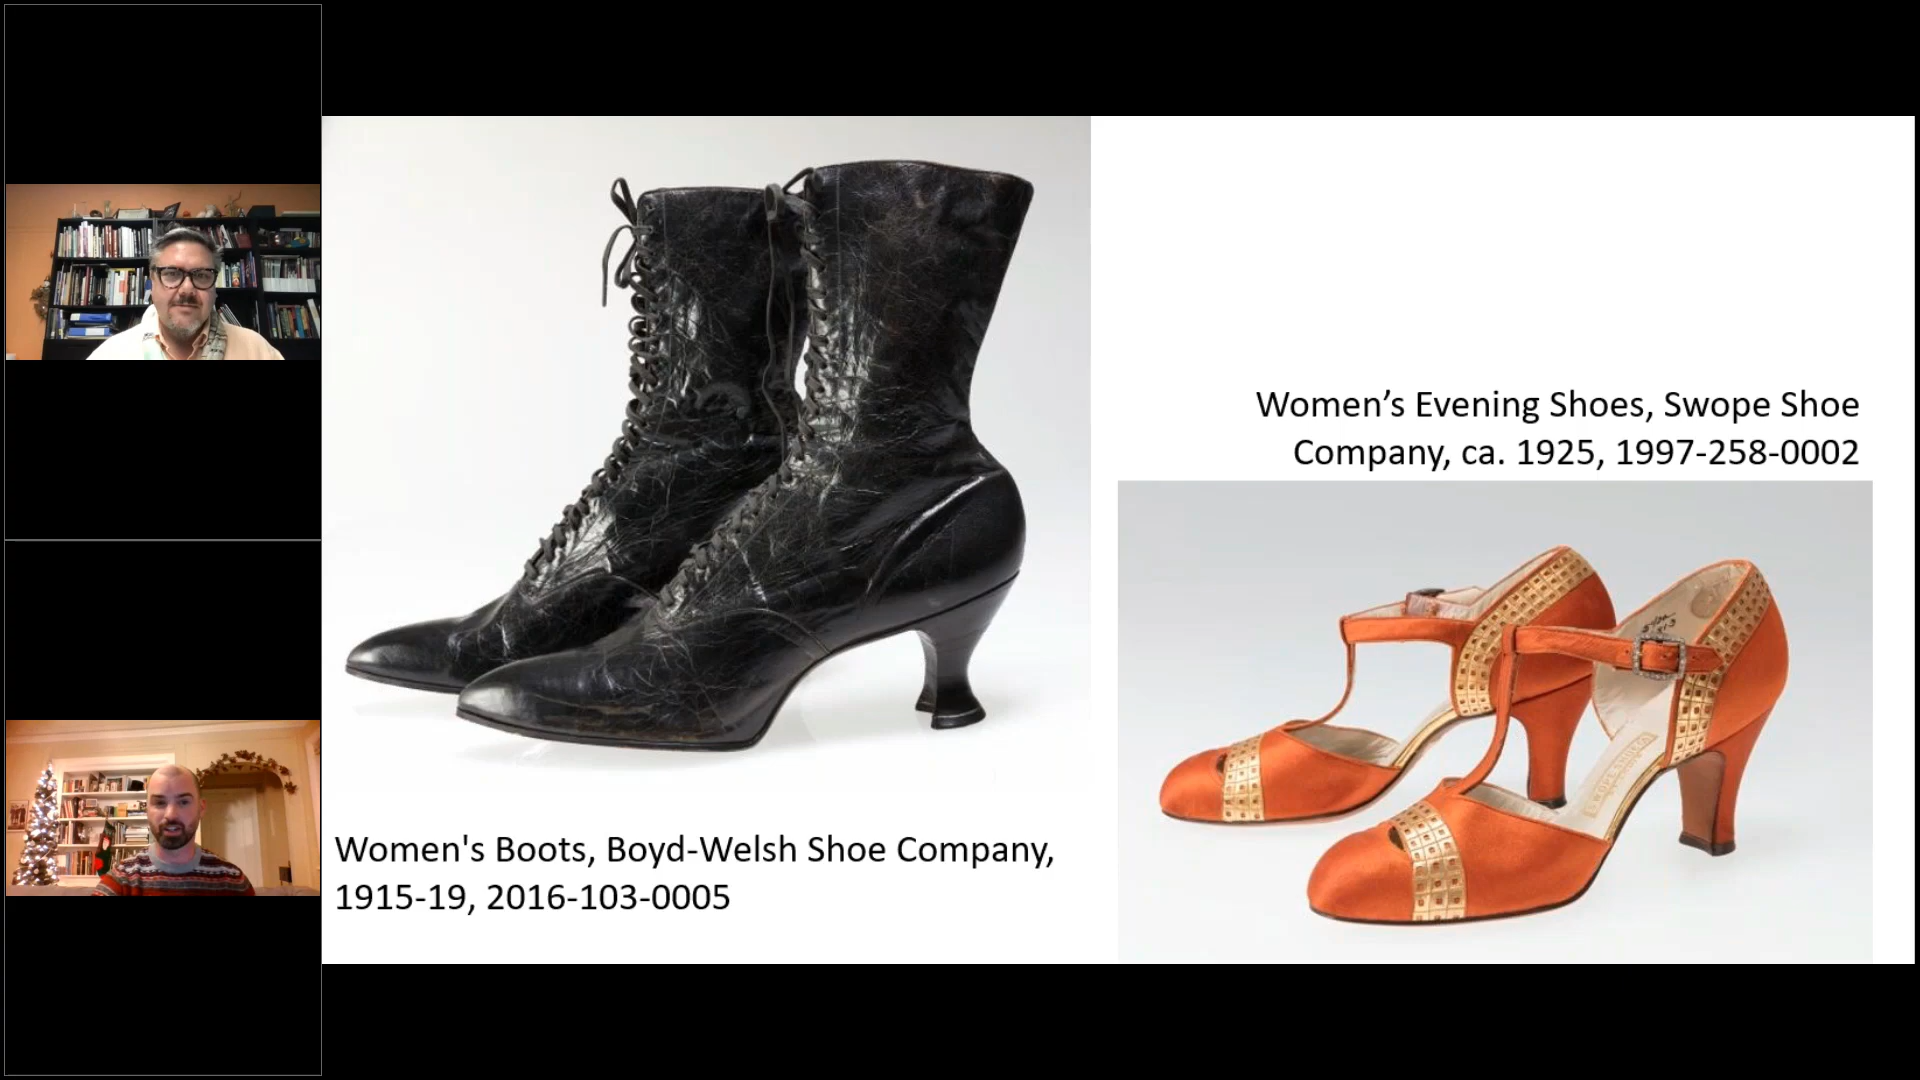 Women’s Evening Shoes, Swope Shoe
Company, ca. 1925, 1997-258-0002
Women's Boots, Boyd-Welsh Shoe Company,
1915-19, 2016-103-0005